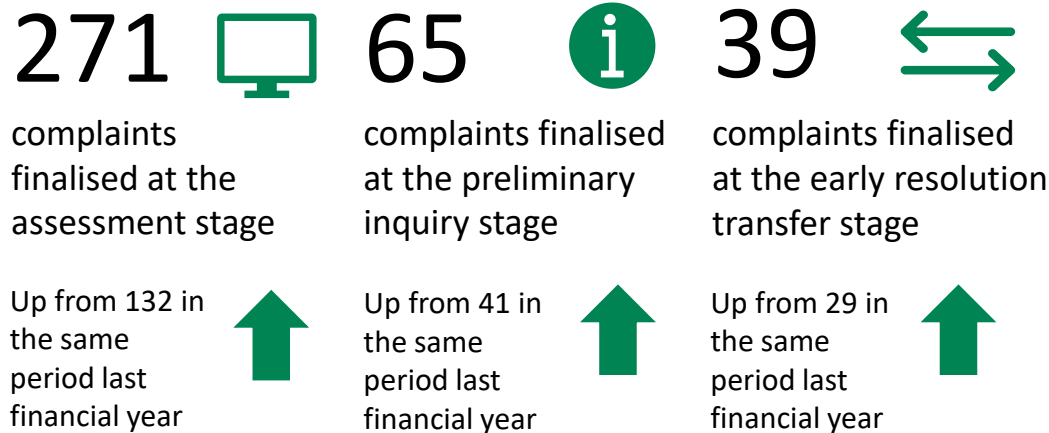 271
complaints
finalised at the
assessment stage
Up from 132 in
the same
period last
financial year
65
i
complaints finalised
at the preliminary
inquiry stage
Up from 41 in
the same
period last
financial year
39
complaints finalised
at the early resolution
transfer stage
Up from 29 in
the same
period last
financial year